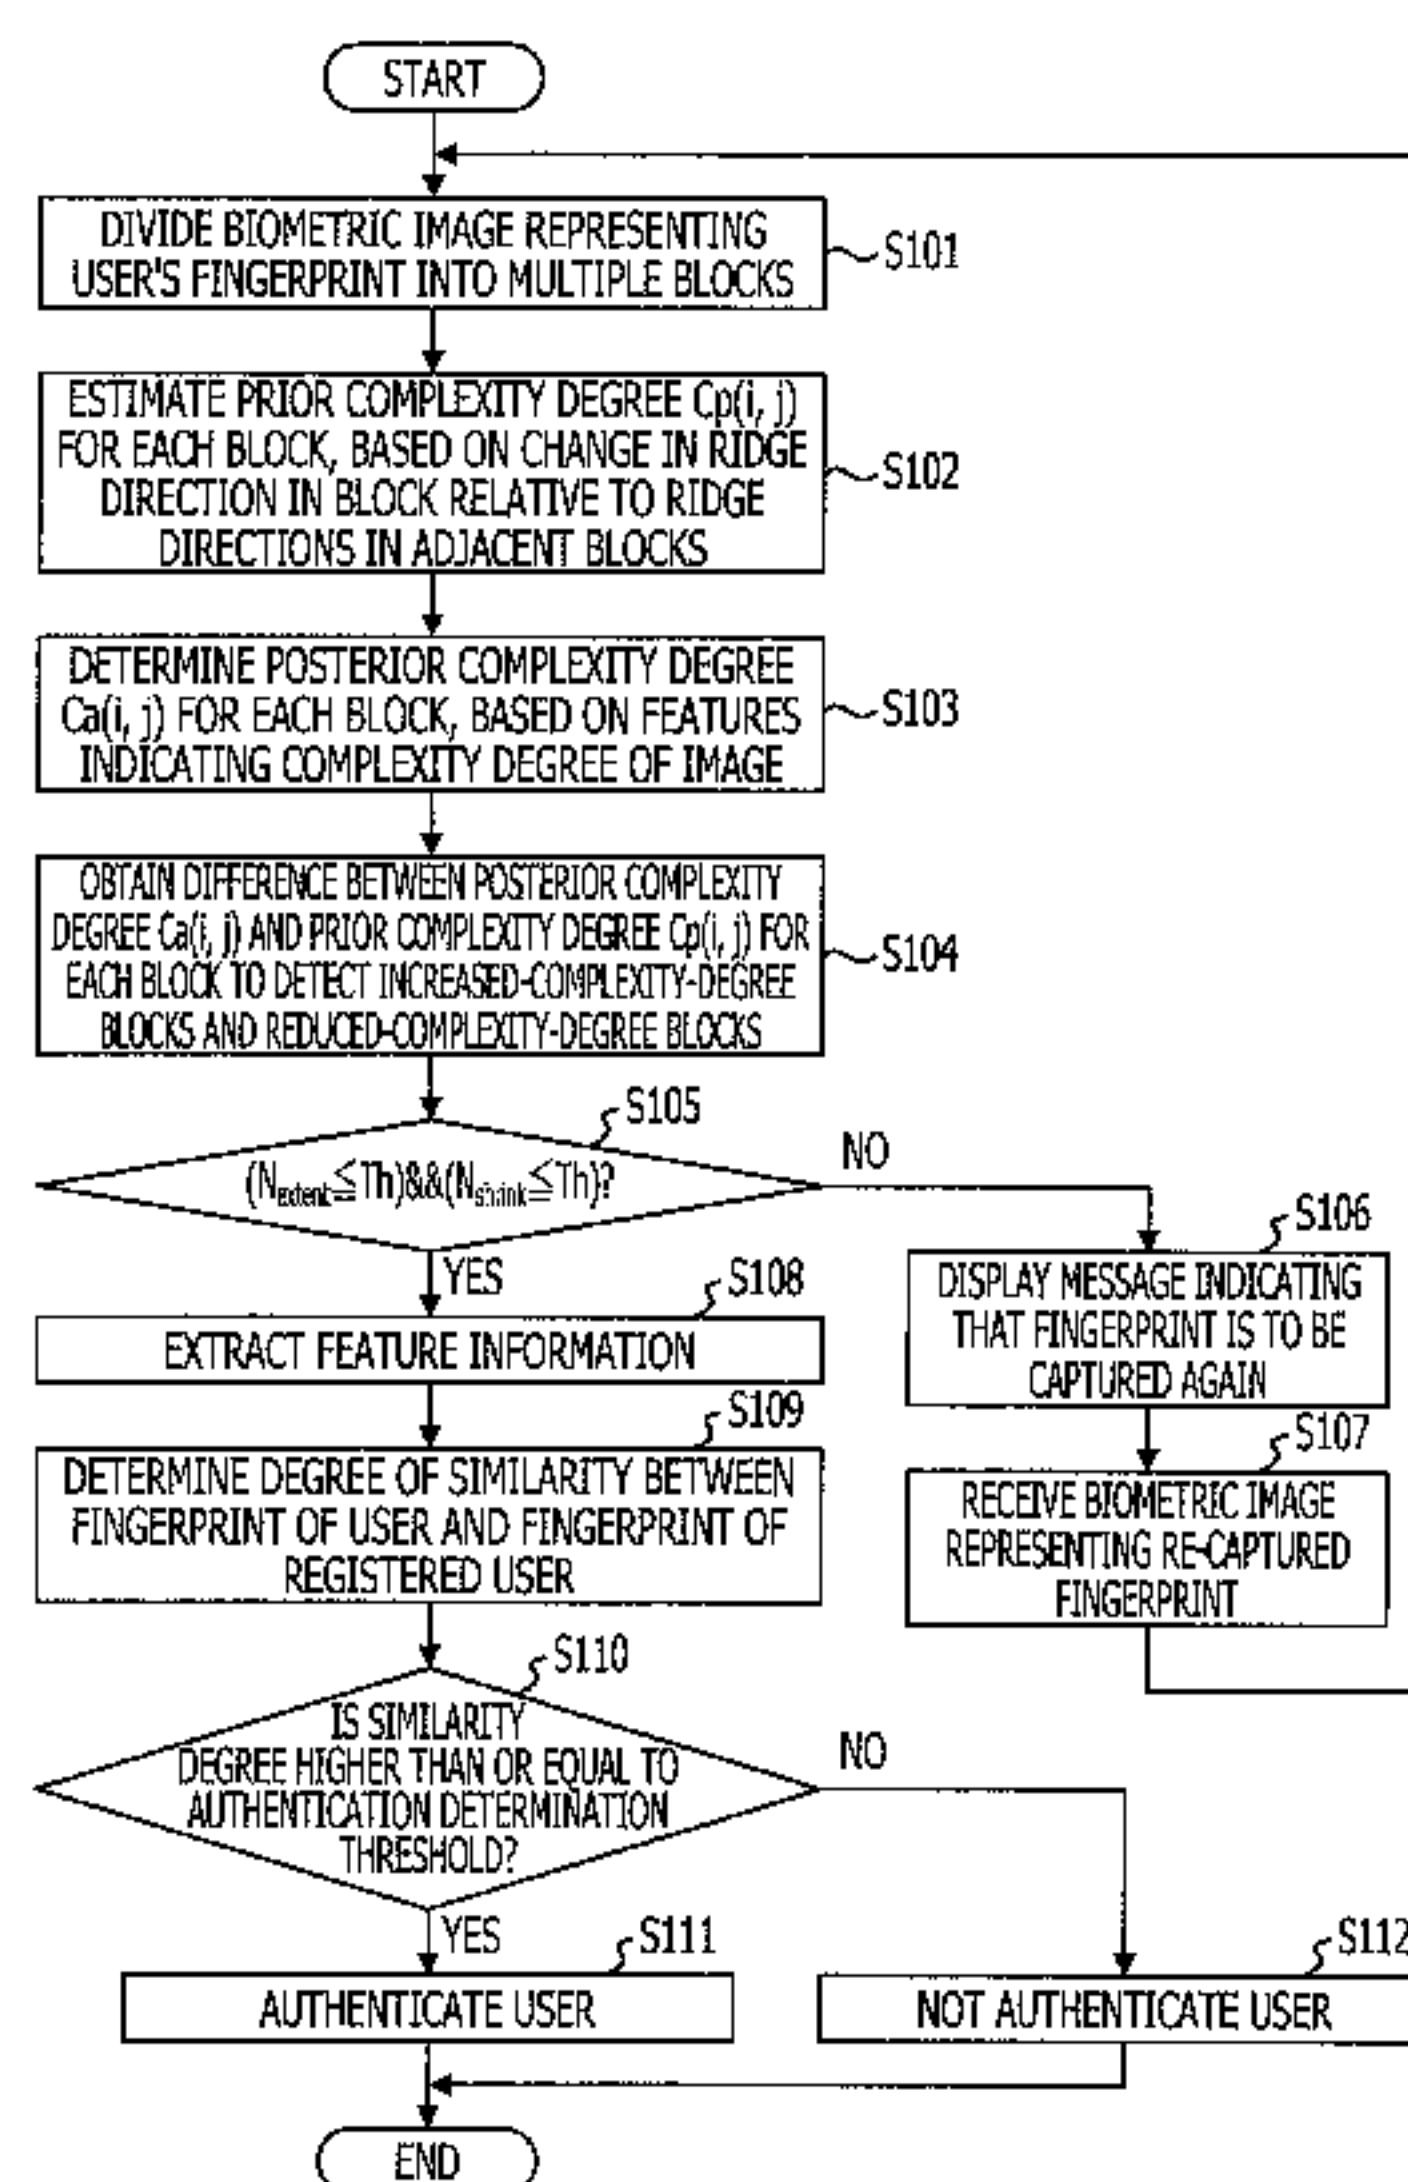 START
DIVIDE BIOMETRIC IMAGE REPRESENTING
USER'S FINGERPRINT INTO MULTIPLE BLOCKS
S101
ESTIMATE PRIOR COMPLEXITY DEGREE Cp(i, j)
FOR EACH BLOCK, BASED ON CHANGE IN RIDGE
DIRECTION IN BLOCK RELATIVE TO RIDGE
DIRECTIONS IN ADJACENT BLOCKS
S102
DETERMINE POSTERIOR COMPLEXITY DEGREE
Ca(i, j) FOR EACH BLOCK, BASED ON FEATURES
INDICATING COMPLEXITY DEGREE OF IMAGE
S103
OBTAIN DIFFERENCE BETWEEN POSTERIOR COMPLEXITY
DEGREE Ca(i, j) AND PRIOR COMPLEXITY DEGREE Cp(i, j) FOR
EACH BLOCK TO DETECT INCREASED-COMPLEXITY-DEGREE
BLOCKS AND REDUCED-COMPLEXITY-DEGREE BLOCKS
S104
S105
(Nextent≦Th)&&(Nshrink≦Th)?
NO
YES
S106
DISPLAY MESSAGE INDICATING
THAT FINGERPRINT IS TO BE
CAPTURED AGAIN
S107
RECEIVE BIOMETRIC IMAGE
REPRESENTING RE-CAPTURED
FINGERPRINT
S108
EXTRACT FEATURE INFORMATION
S109
DETERMINE DEGREE OF SIMILARITY BETWEEN
FINGERPRINT OF USER AND FINGERPRINT OF
REGISTERED USER
S110
IS SIMILARITY
DEGREE HIGHER THAN OR EQUAL TO
AUTHENTICATION DETERMINATION
THRESHOLD?
NO
YES
S111
AUTHENTICATE USER
S112
NOT AUTHENTICATE USER
END